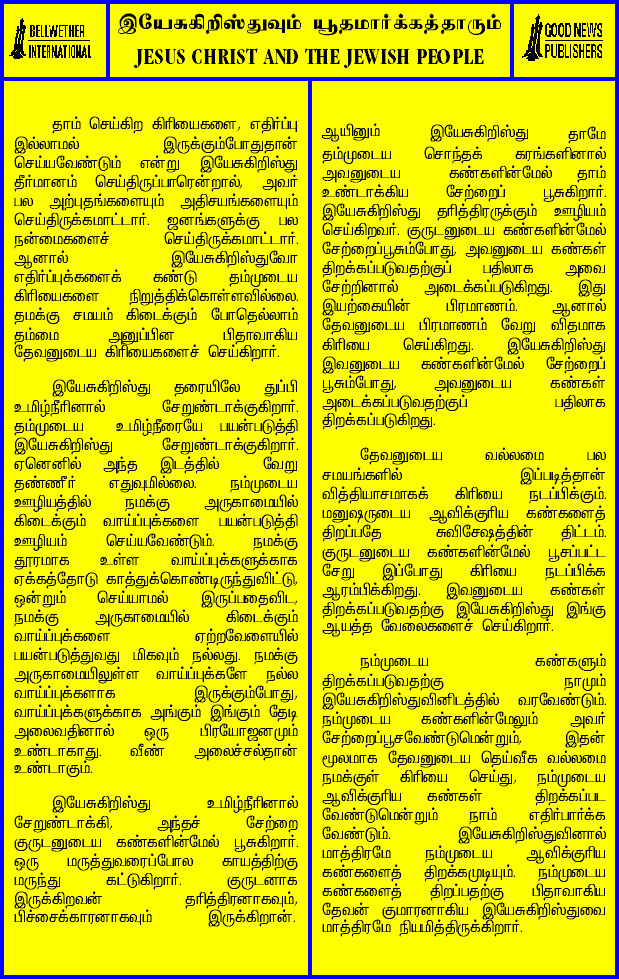 BELLWETHER
INTERNATIONAL
இயேசுகிறிஸ்துவும் யூதமார்க்கத்தாரும்
JESUS CHRIST AND THE JEWISH PEOPLE
GOOD NEWS
PUBLISHERS
தாம் செய்கிற கிரியைகளை, எதிர்ப்பு
இல்லாமல் இருக்கும்போதுதான்
செய்யவேண்டும் என்று இயேசுகிறிஸ்து
தீர்மானம் செய்திருப்பாரென்றால், அவர்
பல அற்புதங்களையும் அதிசயங்களையும்
செய்திருக்கமாட்டார். ஜனங்களுக்கு பல
நன்மைகளைச் செய்திருக்கமாட்டார்.
ஆனால் இயேசுகிறிஸ்துவோ
எதிர்ப்புக்களைக் கண்டு தம்முடைய
கிரியைகளை நிறுத்திக்கொள்ளவில்லை.
தமக்கு சமயம் கிடைக்கும் போதெல்லாம்
தம்மை அனுப்பின பிதாவாகிய
தேவனுடைய கிரியைகளைச் செய்கிறார்.
இயேசுகிறிஸ்து தரையிலே துப்பி
உமிழ்நீரினால் சேறுண்டாக்குகிறார்.
தம்முடைய உமிழ்நீரையே பயன்படுத்தி
இயேசுகிறிஸ்து சேறுண்டாக்குகிறார்.
ஏனெனில் அந்த இடத்தில் வேறு
தண்ணீர் எதுவுமில்லை. நம்முடைய
ஊழியத்தில் நமக்கு அருகாமையில்
கிடைக்கும் வாய்ப்புக்களை பயன்படுத்தி
ஊழியம் செய்யவேண்டும். நமக்கு
தூரமாக உள்ள வாய்ப்புக்களுக்காக
ஏக்கத்தோடு காத்துக்கொண்டிருந்துவிட்டு,
ஒன்றும் செய்யாமல் இருப்பதைவிட,
நமக்கு அருகாமையில் கிடைக்கும்
வாய்ப்புக்களை ஏற்றவேளையில்
பயன்படுத்துவது மிகவும் நல்லது. நமக்கு
அருகாமையிலுள்ள வாய்ப்புக்களே நல்ல
வாய்ப்புக்களாக இருக்கும்போது,
வாய்ப்புக்களுக்காக அங்கும் இங்கும் தேடி
அலைவதினால் ஒரு பிரயோஜனமும்
உண்டாகாது. வீண் அலைச்சல்தான்
உண்டாகும்.
இயேசுகிறிஸ்து உமிழ்நீரினால்
சேறுண்டாக்கி, அந்தச் சேற்றை
குருடனுடைய கண்களின்மேல் பூசுகிறார்.
ஒரு மருத்துவரைப்போல காயத்திற்கு
மருந்து கட்டுகிறார். குருடனாக
இருக்கிறவன் தரித்திரனாகவும்,
பிச்சைக்காரனாகவும் இருக்கிறான்.
ஆயினும் இயேசுகிறிஸ்து தாமே
தம்முடைய சொந்தக் கரங்களினால்
அவனுடைய கண்களின்மேல் தாம்
உண்டாக்கிய சேற்றைப் பூசுகிறார்.
இயேசுகிறிஸ்து தரித்திரருக்கும் ஊழியம்
செய்கிறவர். குருடனுடைய கண்களின்மேல்
சேற்றைப்பூசும்போது, அவனுடைய கண்கள்
திறக்கப்படுவதற்குப் பதிலாக அவை
சேற்றினால் அடைக்கப்படுகிறது. இது
இயற்கையின் பிரமாணம். ஆனால்
தேவனுடைய பிரமாணம் வேறு விதமாக
கிரியை செய்கிறது. இயேசுகிறிஸ்து
இவனுடைய கண்களின்மேல் சேற்றைப்
பூசும்போது, அவனுடைய கண்கள்
அடைக்கப்படுவதற்குப் பதிலாக
திறக்கப்படுகிறது.
தேவனுடைய வல்லமை பல
சமயங்களில் இப்படித்தான்
வித்தியாசமாகக் கிரியை நடப்பிக்கும்.
மனுஷருடைய ஆவிக்குரிய கண்களைத்
திறப்பதே சுவிசேஷத்தின் திட்டம்.
குருடனுடைய கண்களின்மேல் பூசப்பட்ட
சேறு இப்போது கிரியை நடப்பிக்க
ஆரம்பிக்கிறது. இவனுடைய கண்கள்
திறக்கப்படுவதற்கு இயேசுகிறிஸ்து இங்கு
ஆயத்த வேலைகளைச் செய்கிறார்.
நம்முடைய கண்களும்
திறக்கப்படுவதற்கு நாமும்
இயேசுகிறிஸ்துவினிடத்தில் வரவேண்டும்.
நம்முடைய கண்களின்மேலும் அவர்
சேற்றைப்பூசவேண்டுமென்றும், இதன்
மூலமாக தேவனுடைய தெய்வீக வல்லமை
நமக்குள் கிரியை செய்து, நம்முடைய
ஆவிக்குரிய கண்கள் திறக்கப்பட
வேண்டுமென்றும் நாம் எதிர்பார்க்க
வேண்டும். இயேசுகிறிஸ்துவினால்
மாத்திரமே நம்முடைய ஆவிக்குரிய
கண்களைத் திறக்கமுடியும். நம்முடைய
கண்களைத் திறப்பதற்கு பிதாவாகிய
தேவன் குமாரனாகிய இயேசுகிறிஸ்துவை
மாத்திரமே நியமித்திருக்கிறார்.